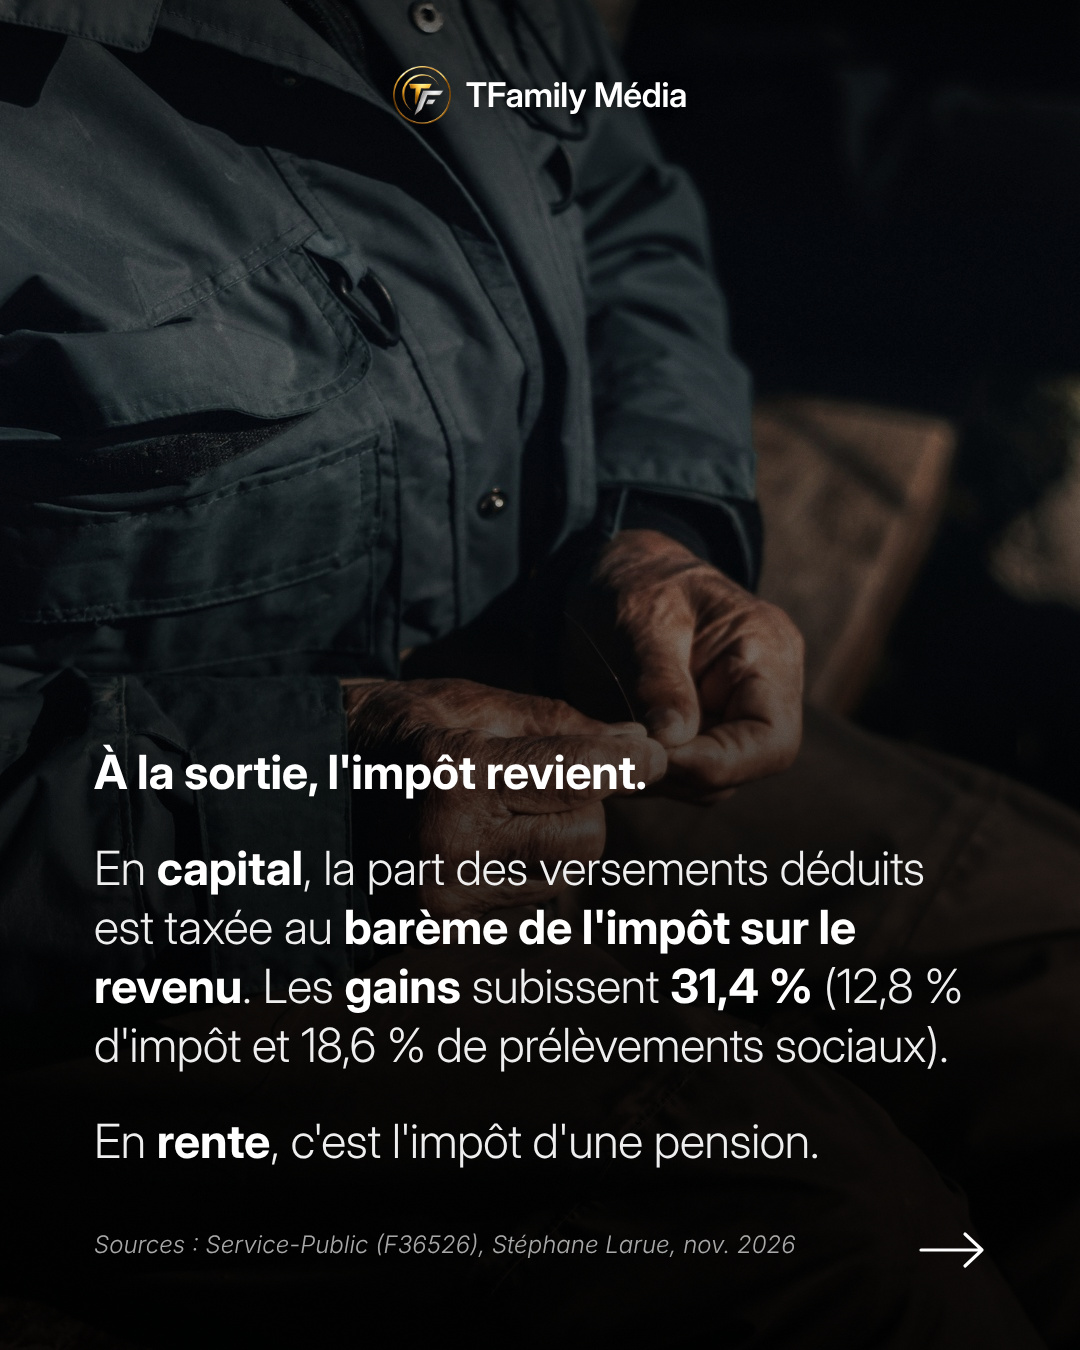 TF TFamily Média
À la sortie, l'impôt revient.
En capital, la part des versements déduits
est taxée au barème de l'impôt sur le
revenu. Les gains subissent 31,4 % (12,8 %
d'impôt et 18,6 % de prélèvements sociaux).
En rente, c'est l'impôt d'une pension.
Sources : Service-Public (F36526), Stéphane Larue, nov. 2026